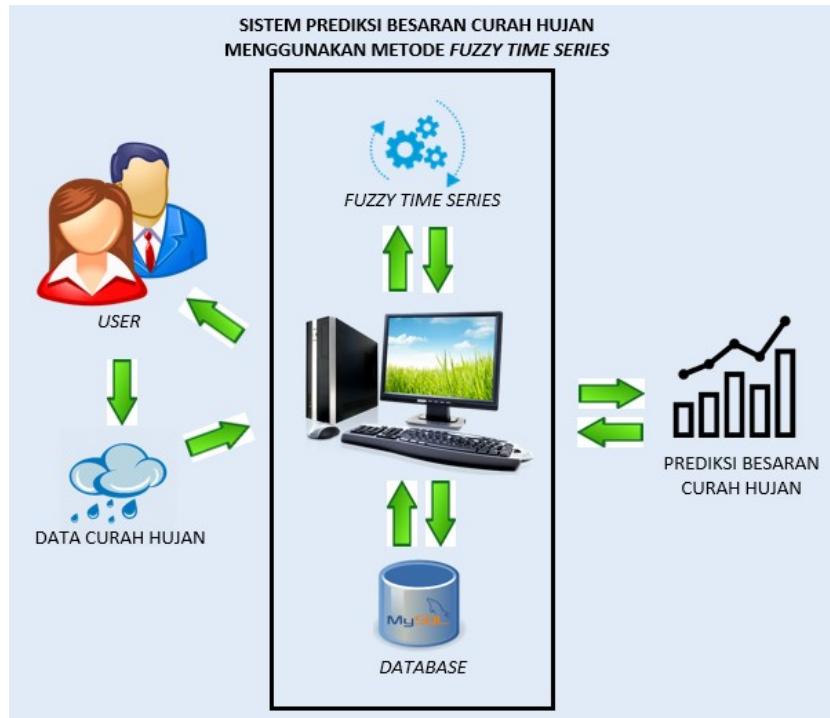 SISTEM PREDIKSI BESARAN CURAH HUJAN
MENGGUNAKAN METODE FUZZY TIME SERIES
FUZZY TIME SERIES
USER
DATA CURAH HUJAN
PREDIKSI BESARAN
CURAH HUJAN
MySQL
DATABASE